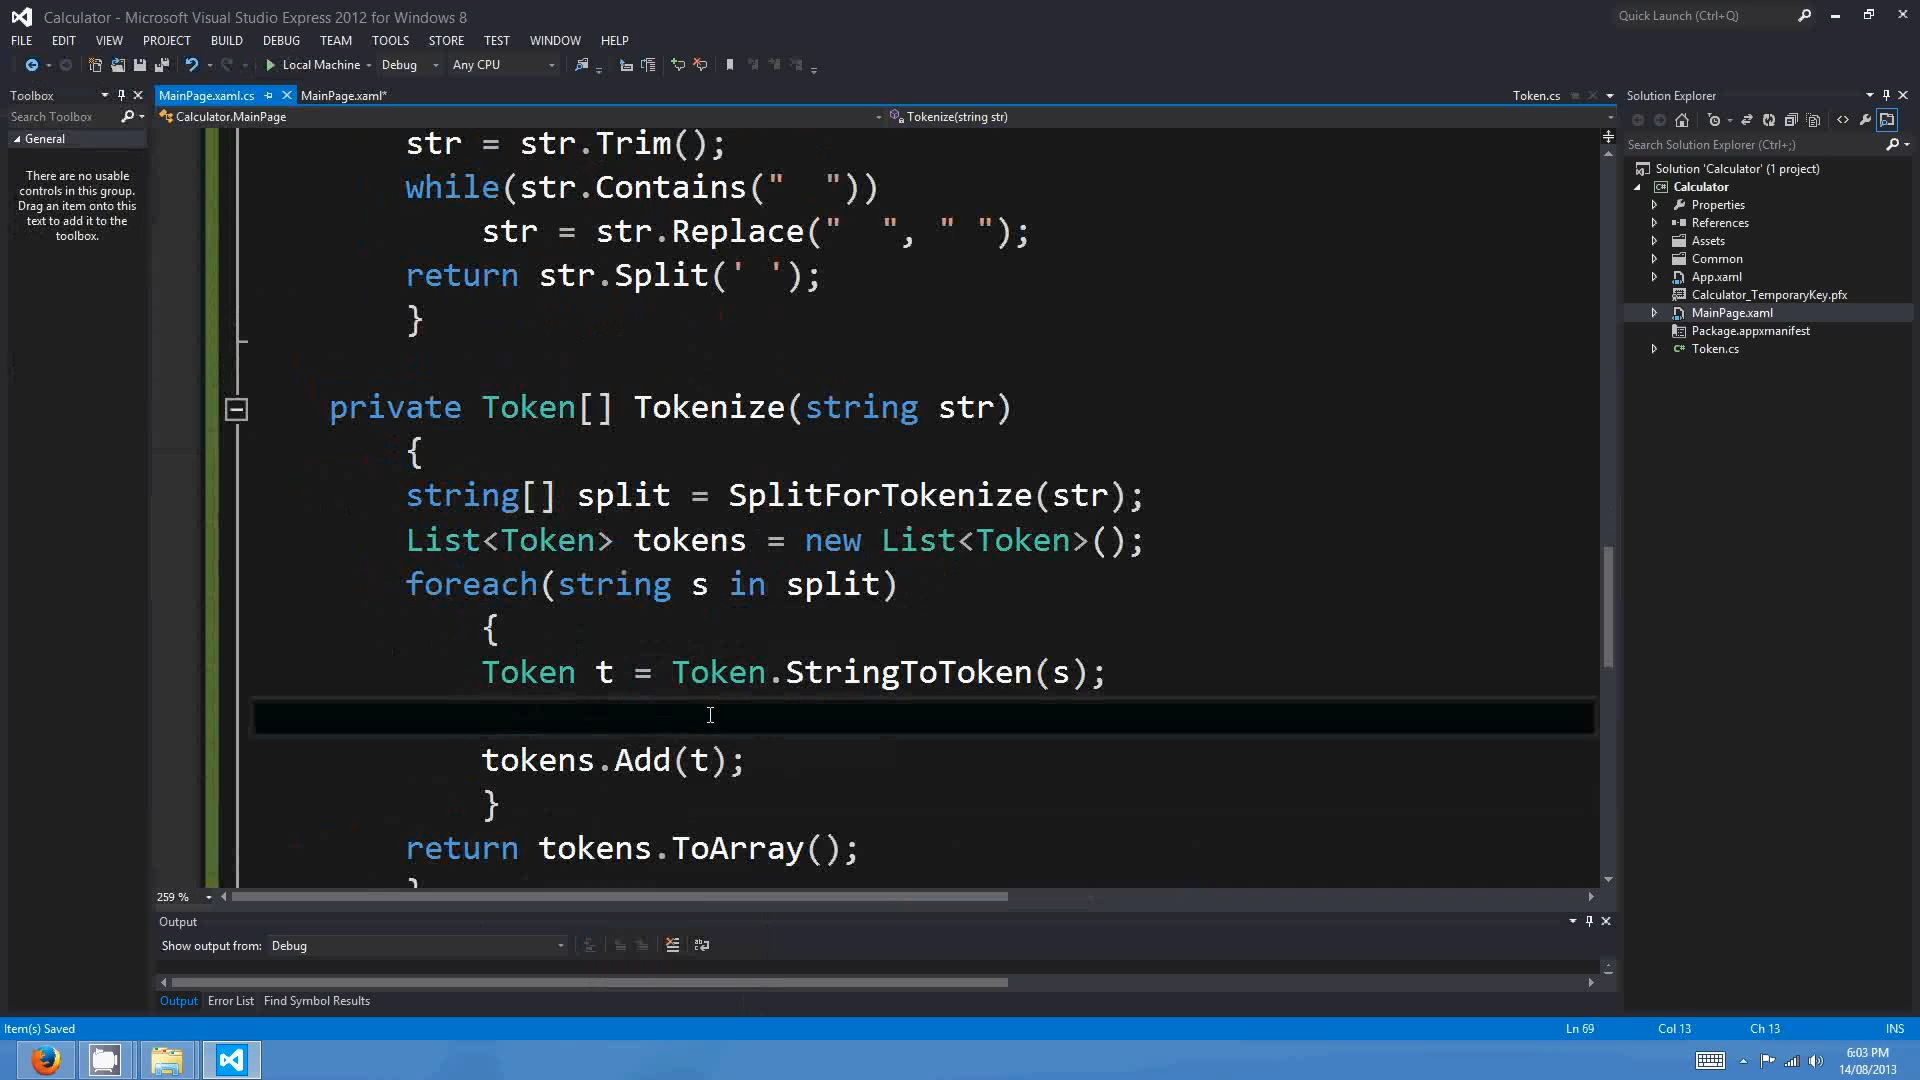 Calculator - Microsoft Visual Studio Express 2012 for Windows 8
Quick Launch (Ctrl+Q)
FILE EDIT VIEW PROJECT BUILD DEBUG TEAM TOOLS STORE TEST WINDOW HELP
Local Machine Debug Any CPU
Toolbox
Search Toolbox
General
There are no usable
controls in this group.
Drag an item onto this
text to add it to the
toolbox.
MainPage.xaml.cs MainPage.xaml* Token.cs
Calculator.MainPage Tokenize(string str)
str = str.Trim();
while(str.Contains("  "))
str = str.Replace("  ", " ");
return str.Split(' ');
}
private Token[] Tokenize(string str)
{
string[] split = SplitForTokenize(str);
List<Token> tokens = new List<Token>();
foreach(string s in split)
{
Token t = Token.StringToToken(s);
tokens.Add(t);
}
return tokens.ToArray();
}
259 %
Output
Show output from: Debug
Output Error List Find Symbol Results
Solution Explorer
Search Solution Explorer (Ctrl+;)
Solution 'Calculator' (1 project)
Calculator
Properties
References
Assets
Common
App.xaml
Calculator_TemporaryKey.pfx
MainPage.xaml
Package.appxmanifest
Token.cs
Item(s) Saved Ln 69 Col 13 Ch 13 INS
6:03 PM
14/08/2013